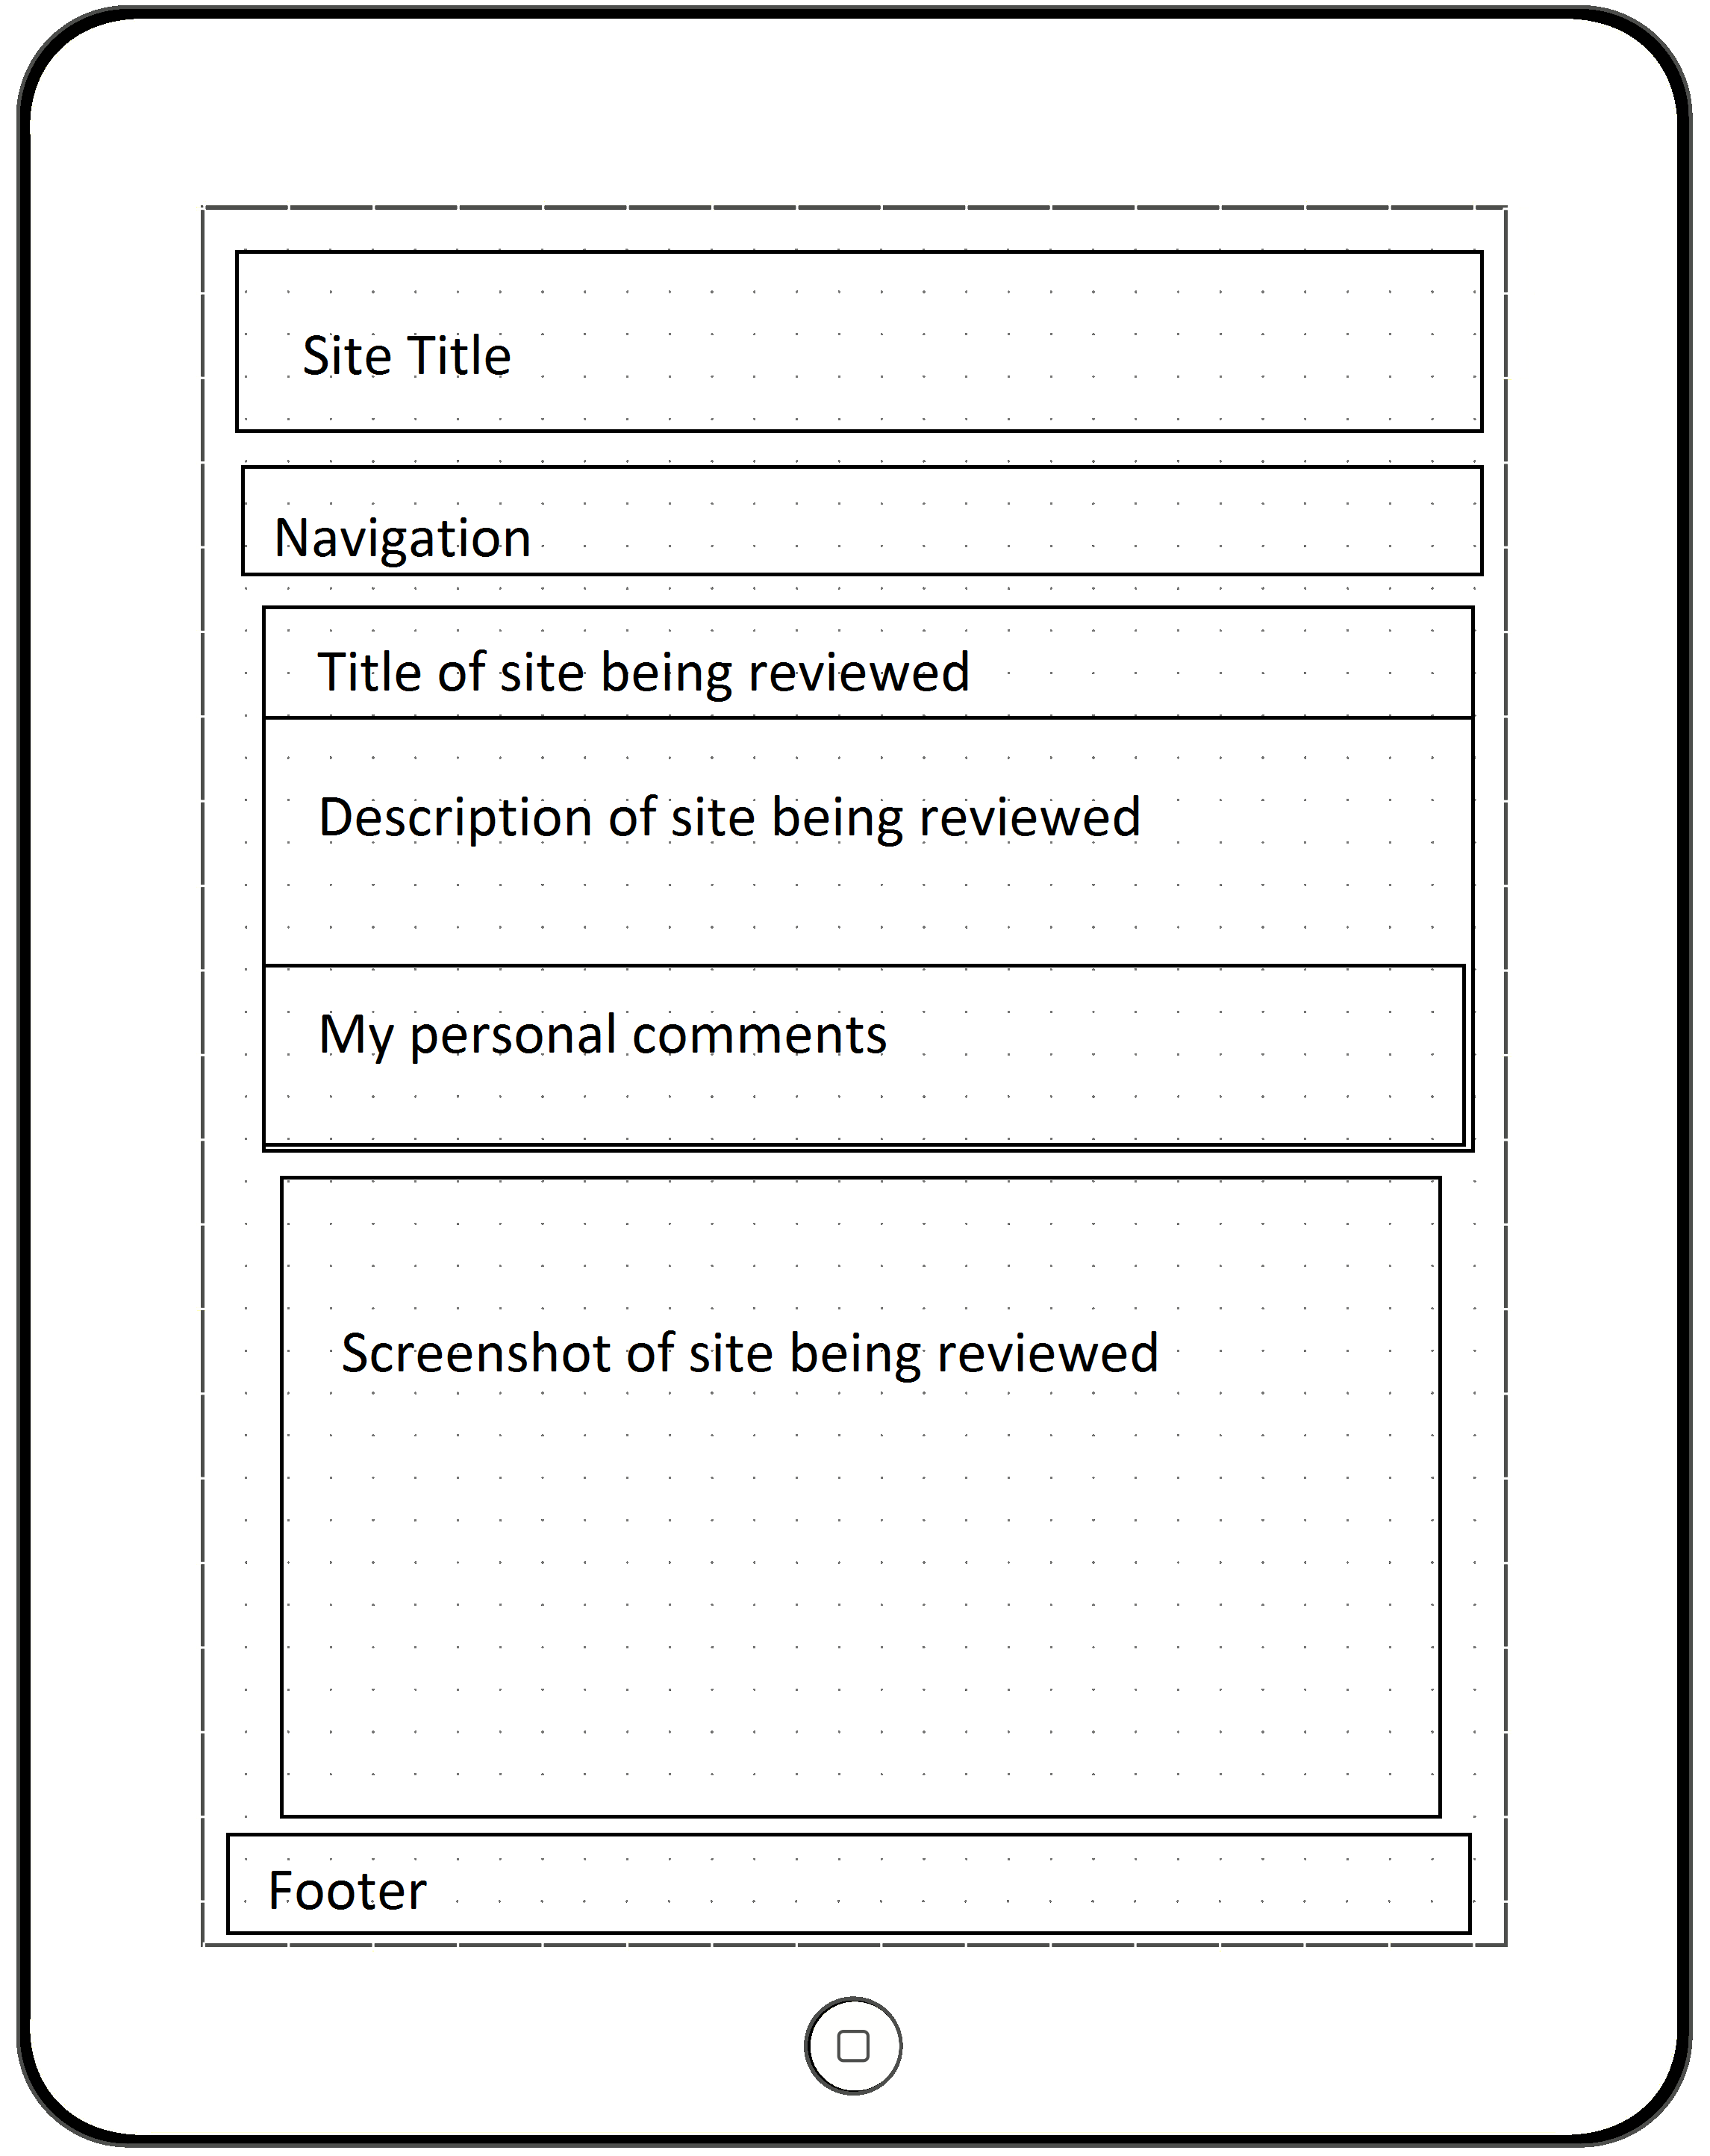 Site Title
Navigation
Title of site being reviewed
Description of site being reviewed
My personal comments
Screenshot of site being reviewed
Footer